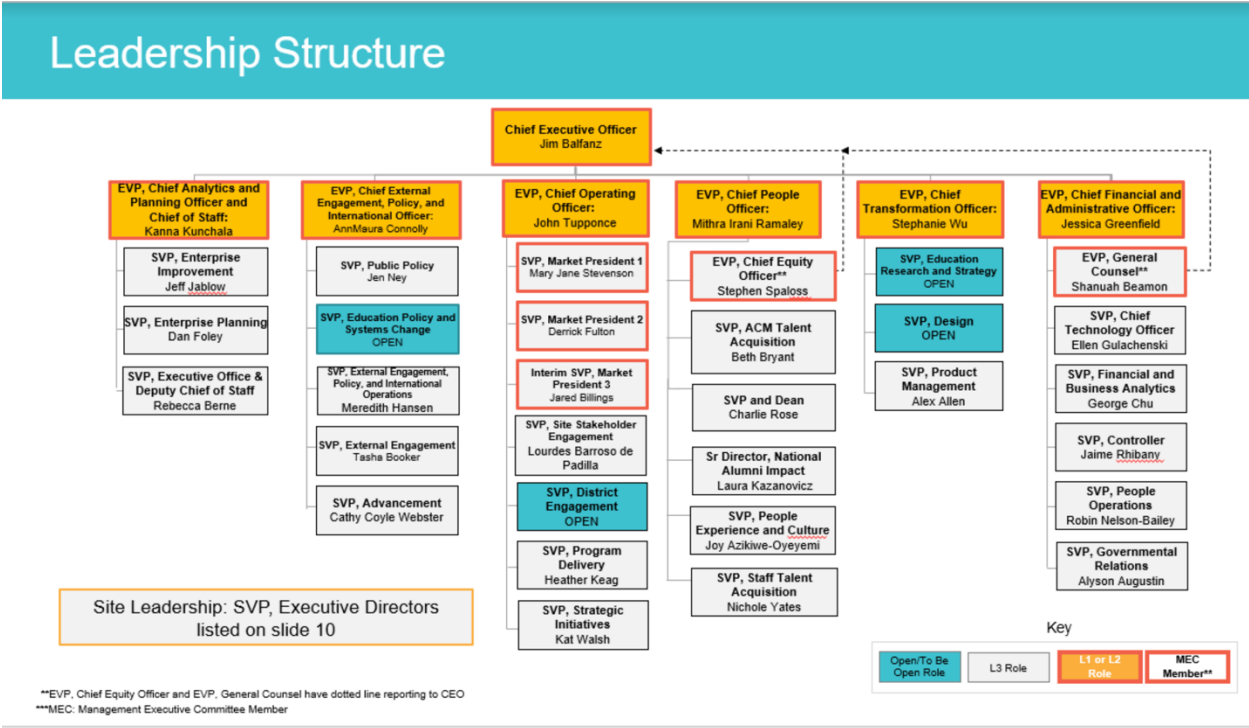 Leadership Structure
Chief Executive Officer
Jim Balfanz
EVP, Chief Analytics and
Planning Officer and
Chief of Staff:
Kanna Kunchala
SVP, Enterprise
Improvement
Jeff Jablow
SVP, Enterprise Planning
Dan Foley
SVP, Executive Office &
Deputy Chief of Staff
Rebecca Berne
EVP, Chief External
Engagement, Policy, and
International Officer:
AnnMaura Connolly
SVP, Public Policy
Jen Ney
SVP, Education Policy and
Systems Change
OPEN
SVP, External Engagement,
Policy, and International
Operations
Meredith Hansen
SVP, External Engagement
Tasha Booker
SVP, Advancement
Cathy Coyle Webster
EVP, Chief Operating
Officer:
John Tupponce
SVP, Market President 1
Mary Jane Stevenson
SVP, Market President 2
Derrick Fulton
Interim SVP, Market
President 3
Jared Billings
SVP, Site Stakeholder
Engagement
Lourdes Barroso de
Padilla
SVP, District
Engagement
OPEN
SVP, Program
Delivery
Heather Keag
SVP, Strategic
Initiatives
Kat Walsh
EVP, Chief People
Officer:
Mithra Irani Ramaley
EVP, Chief Equity
Officer**
Stephen Spaloss
SVP, ACM Talent
Acquisition
Beth Bryant
SVP and Dean
Charlie Rose
Sr Director, National
Alumni Impact
Laura Kazanovicz
SVP, People
Experience and Culture
Joy Azikiwe-Oyeyemi
SVP, Staff Talent
Acquisition
Nichole Yates
EVP, Chief
Transformation Officer:
Stephanie Wu
SVP, Education
Research and Strategy
OPEN
SVP, Design
OPEN
SVP, Product
Management
Alex Allen
EVP, Chief Financial and
Administrative Officer:
Jessica Greenfield
EVP, General
Counsel**
Shanuah Beamon
SVP, Chief
Technology Officer
Ellen Gulachenski
SVP, Financial and
Business Analytics
George Chu
SVP, Controller
Jaime Rhibany
SVP, People
Operations
Robin Nelson-Bailey
SVP, Governmental
Relations
Alyson Augustin
Site Leadership: SVP, Executive Directors
listed on slide 10
Key
Open/To Be
Open Role
L3 Role
L1 or L2
Role
MEC
Member**
**EVP, Chief Equity Officer and EVP, General Counsel have dotted line reporting to CEO
***MEC: Management Executive Committee Member